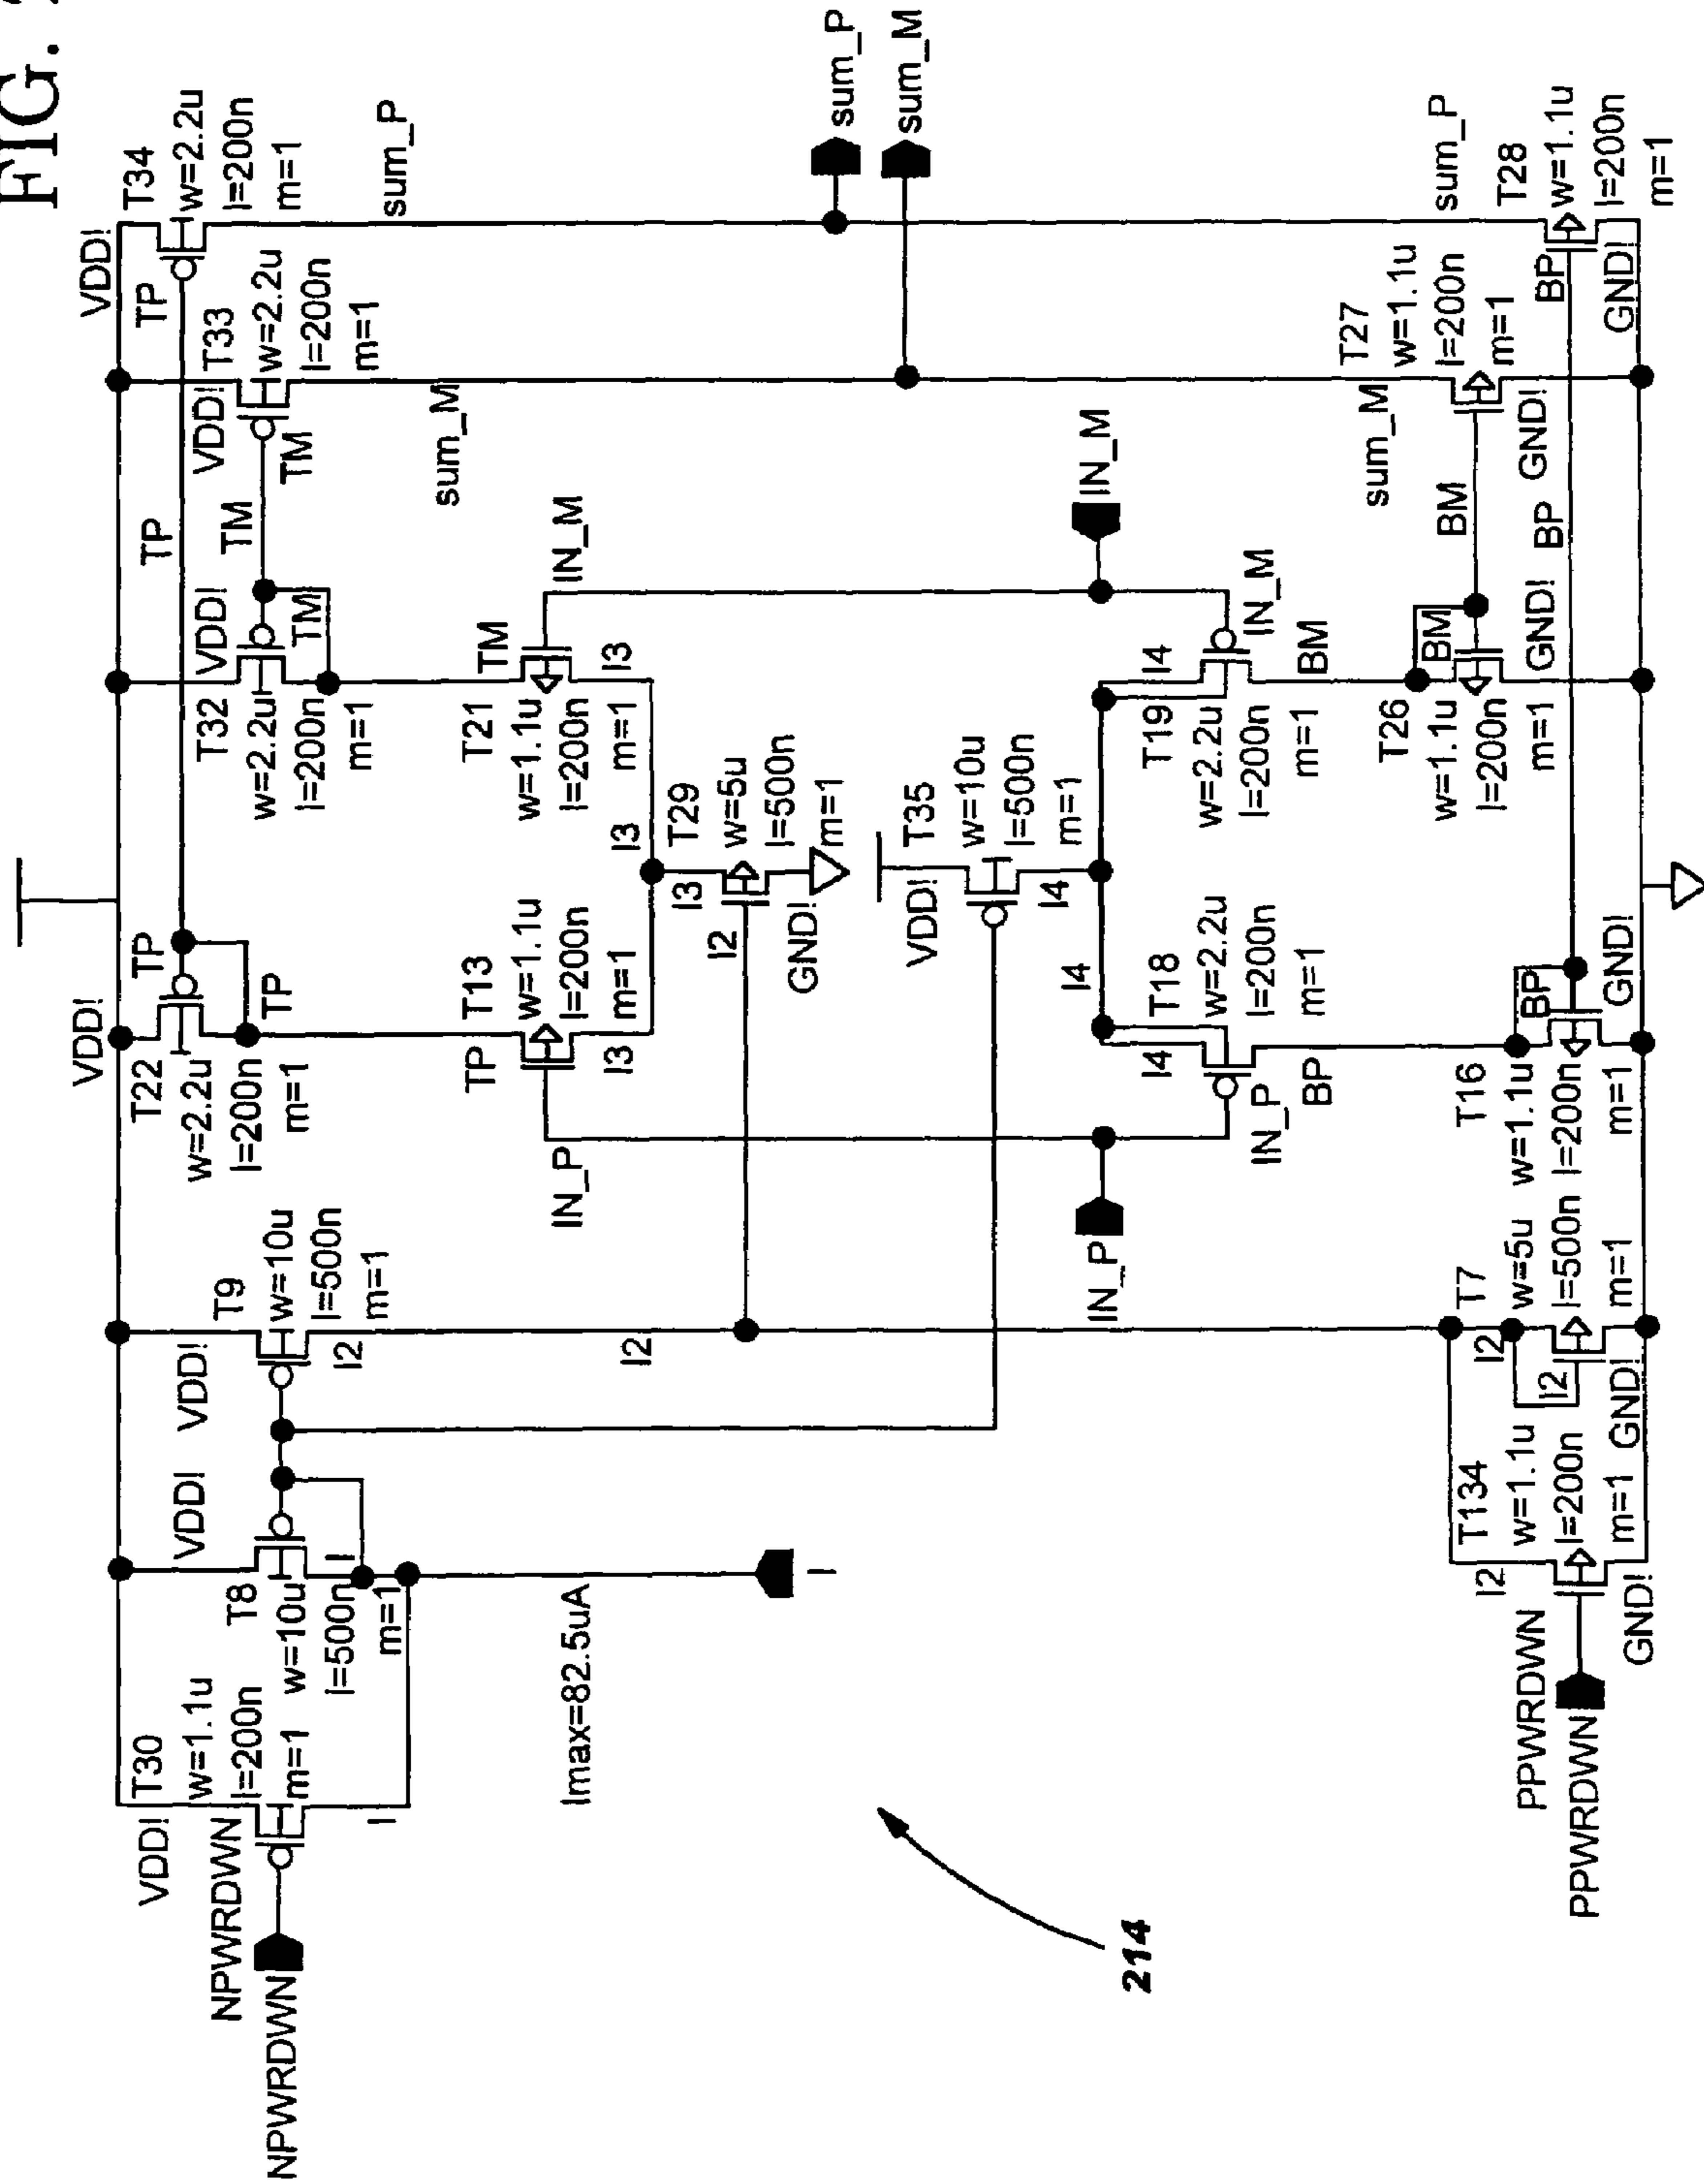 FIG.
VDD!
T30
w=1.1u
l=200n
m=1
NPWRDWN
NPWRDWN
I
VDD!
T8
w=10u
l=500n
m=1
I
Imax=82.5uA
I
VDD!
T9
w=10u
l=500n
m=1
I2
I2
VDD!
T22
w=2.2u
l=200n
m=1
TP
TP
TP
VDD!
T32
w=2.2u
l=200n
m=1
TM
TM
VDD!
T33
w=2.2u
l=200n
m=1
TM
sum_M
VDD!
T34
w=2.2u
l=200n
m=1
TP
sum_P
TP
T13
w=1.1u
l=200n
m=1
I3
IN_P
TM
T21
w=1.1u
l=200n
m=1
I3
IN_M
I3
I3
T29
w=5u
l=500n
m=1
I2
GND!
VDD!
T35
w=10u
l=500n
m=1
I4
sum_P
sum_M
IN_P
IN_M
I4
I4
T18
w=2.2u
l=200n
m=1
IN_P
BP
I4
T19
w=2.2u
l=200n
m=1
IN_M
BM
PPWRDWN
PPWRDWN
I2
T134
w=1.1u
l=200n
m=1
GND!
T7
w=5u
l=500n
m=1
I2
I2
GND!
T16
w=1.1u
l=200n
m=1
BP
GND!
T26
w=1.1u
l=200n
m=1
BM
GND!
BM
BP
sum_M
T27
w=1.1u
l=200n
m=1
GND!
sum_P
T28
w=1.1u
l=200n
m=1
BP
GND!
214